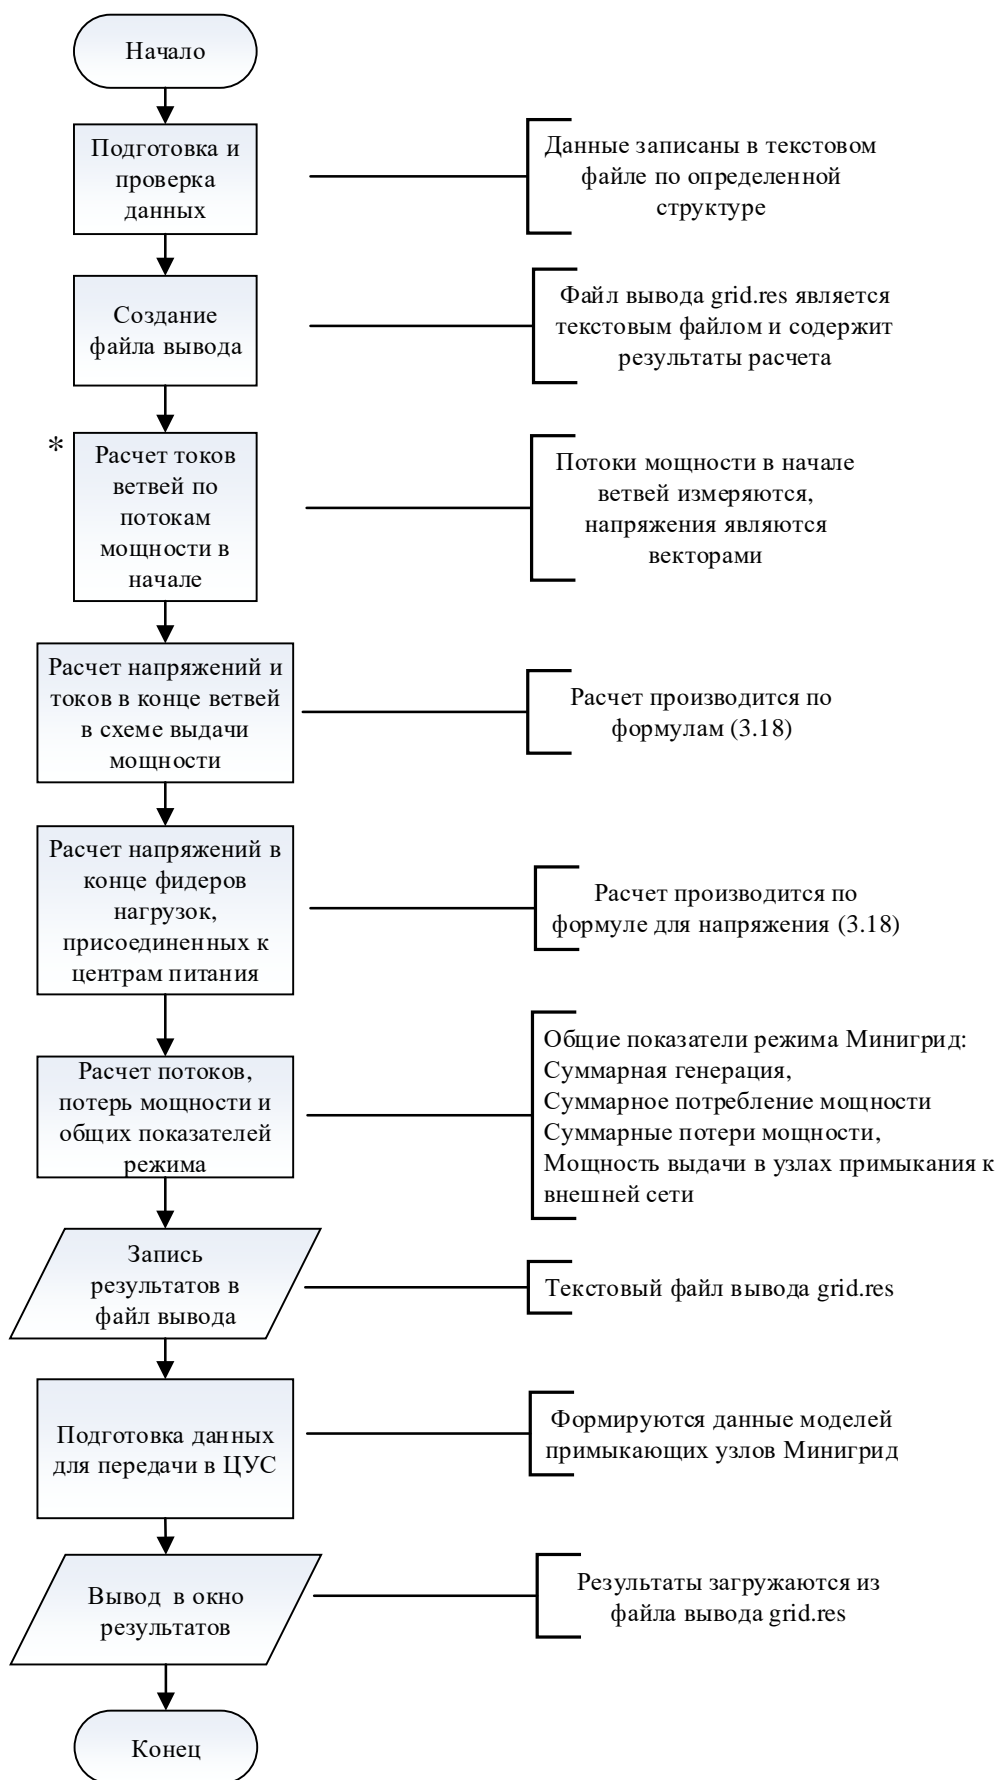 Начало
Подготовка и
проверка
данных
Данные записаны в текстовом
файле по определенной
структуре
Создание
файла вывода
Файл вывода grid.res является
текстовым файлом и содержит
результаты расчета
*
Расчет токов
ветвей по
потокам
мощности в
начале
Потоки мощности в начале
ветвей измеряются,
напряжения являются
векторами
Расчет напряжений и
токов в конце ветвей
в схеме выдачи
мощности
Расчет производится по
формулам (3.18)
Расчет напряжений в
конце фидеров
нагрузок,
присоединенных к
центрам питания
Расчет производится по
формуле для напряжения (3.18)
Расчет потоков,
потерь мощности и
общих показателей
режима
Общие показатели режима Минигрид:
Суммарная генерация,
Суммарное потребление мощности
Суммарные потери мощности,
Мощность выдачи в узлах примыкания к
внешней сети
Запись
результатов в
файл вывода
Текстовый файл вывода grid.res
Подготовка данных
для передачи в ЦУС
Формируются данные моделей
примыкающих узлов Минигрид
Вывод в окно
результатов
Результаты загружаются из
файла вывода grid.res
Конец